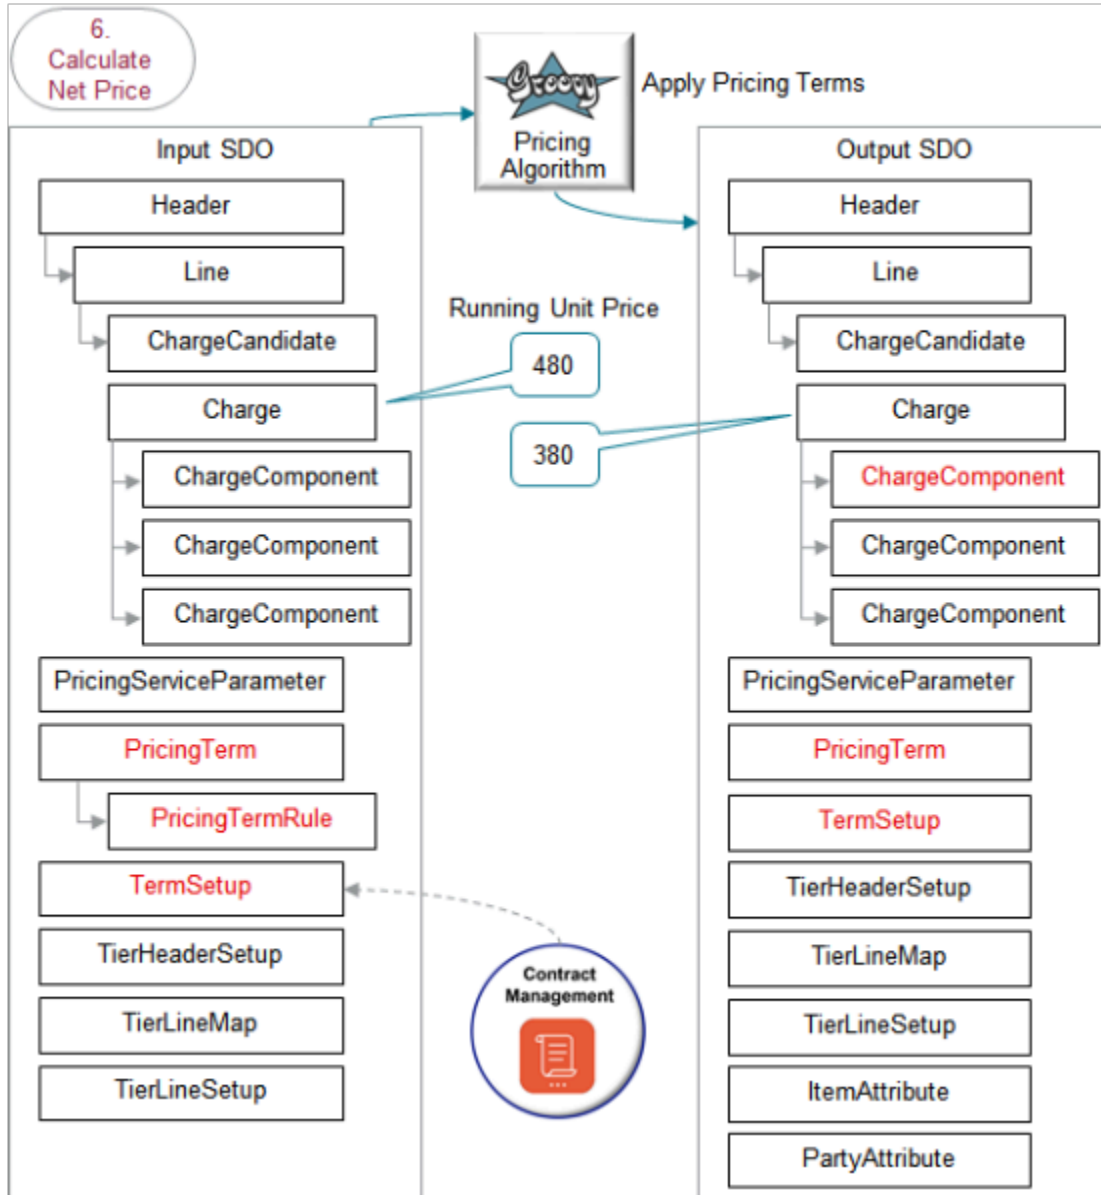 6.
Calculate
Net Price
Groovy
Pricing
Algorithm
Apply Pricing Terms
Input SDO
Header
Line
ChargeCandidate
Charge
ChargeComponent
ChargeComponent
ChargeComponent
PricingServiceParameter
PricingTerm
PricingTermRule
TermSetup
TierHeaderSetup
TierLineMap
TierLineSetup
Running Unit Price
480
380
Contract
Management
Output SDO
Header
Line
ChargeCandidate
Charge
ChargeComponent
ChargeComponent
ChargeComponent
PricingServiceParameter
PricingTerm
TermSetup
TierHeaderSetup
TierLineMap
TierLineSetup
ItemAttribute
PartyAttribute